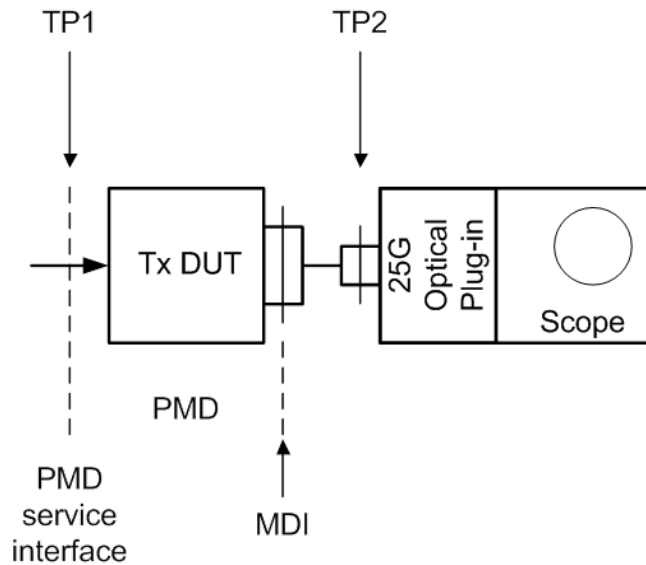 TP1
TP2
Tx DUT
25G
Optical
Plug-in
Scope
PMD
PMD
service
interface
MDI